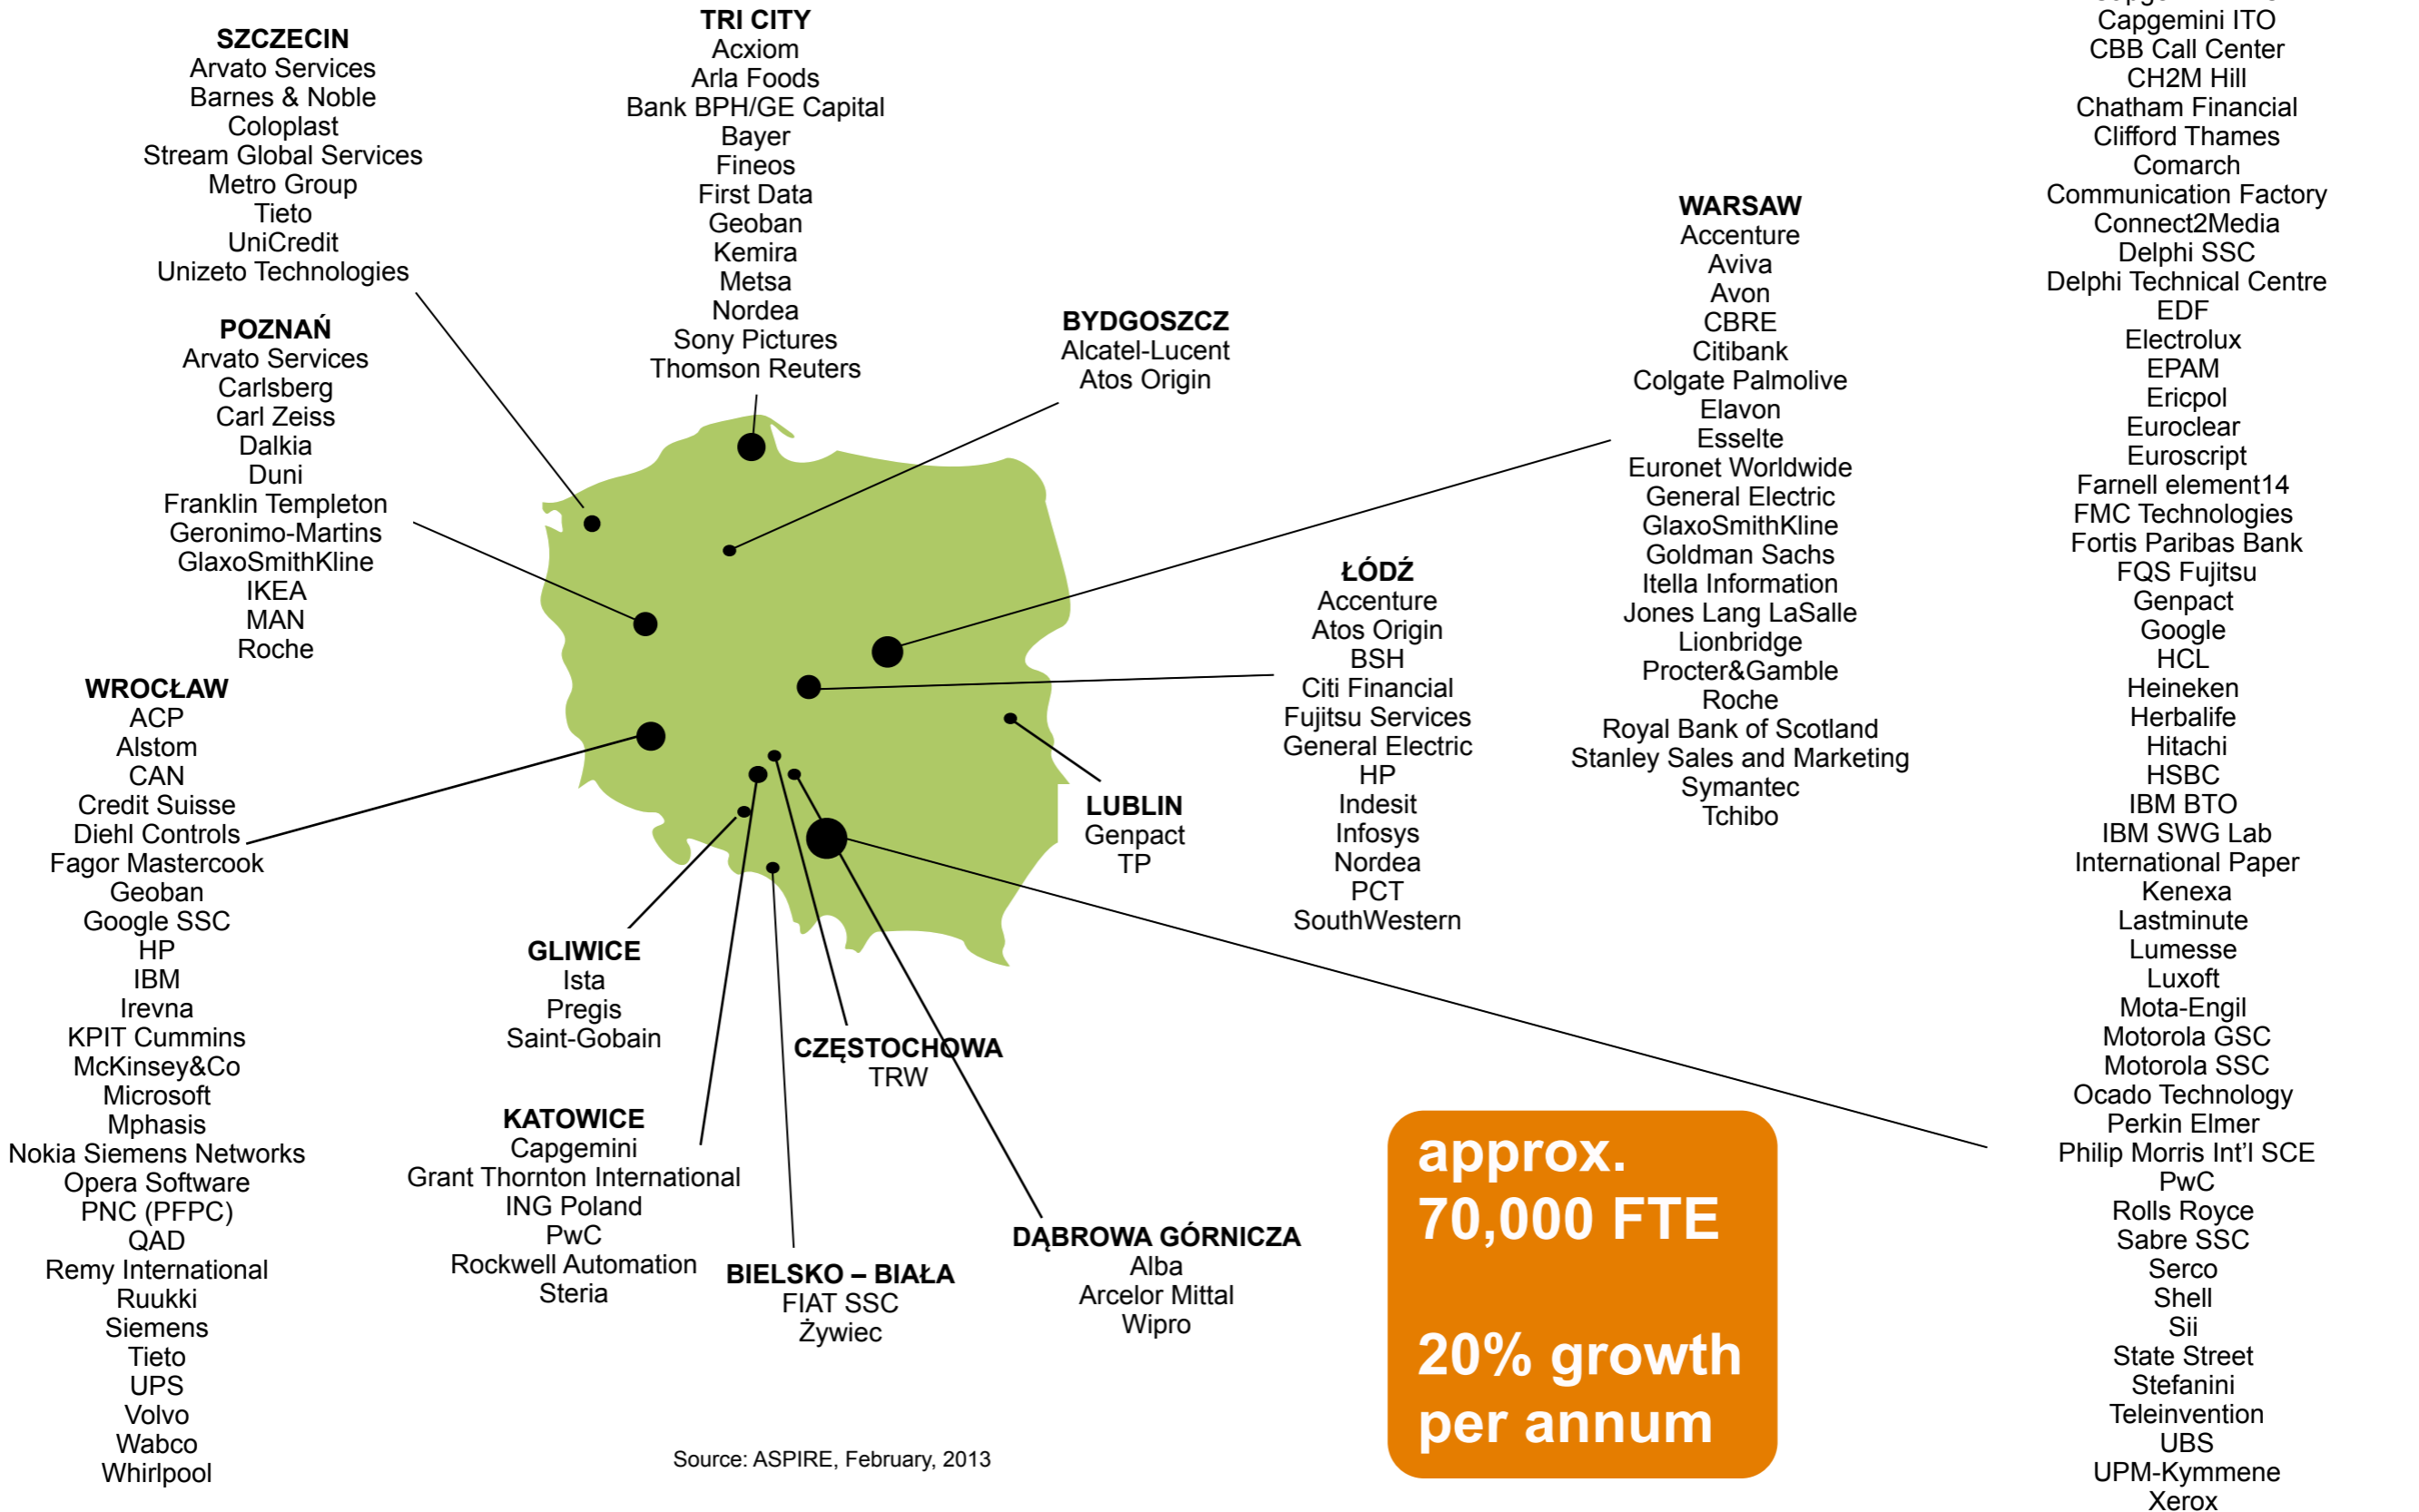 SZCZECIN
Arvato Services
Barnes & Noble
Coloplast
Stream Global Services
Metro Group
Tieto
UniCredit
Unizeto Technologies
POZNAŃ
Arvato Services
Carlsberg
Carl Zeiss
Dalkia
Duni
Franklin Templeton
Geronimo-Martins
GlaxoSmithKline
IKEA
MAN
Roche
WROCŁAW
ACP
Alstom
CAN
Credit Suisse
Diehl Controls
Fagor Mastercook
Geoban
Google SSC
HP
IBM
Irevna
KPIT Cummins
McKinsey&Co
Microsoft
Mphasis
Nokia Siemens Networks
Opera Software
PNC (PFPC)
QAD
Remy International
Ruukki
Siemens
Tieto
UPS
Volvo
Wabco
Whirlpool
TRI CITY
Acxiom
Arla Foods
Bank BPH/GE Capital
Bayer
Fineos
First Data
Geoban
Kemira
Metsa
Nordea
Sony Pictures
Thomson Reuters
BYDGOSZCZ
Alcatel-Lucent
Atos Origin
GLIWICE
Ista
Pregis
Saint-Gobain
KATOWICE
Capgemini
Grant Thornton International
ING Poland
PwC
Rockwell Automation
Steria
CZĘSTOCHOWA
TRW
BIELSKO – BIAŁA
FIAT SSC
Żywiec
DĄBROWA GÓRNICZA
Alba
Arcelor Mittal
Wipro
LUBLIN
Genpact
TP
ŁÓDŹ
Accenture
Atos Origin
BSH
Citi Financial
Fujitsu Services
General Electric
HP
Indesit
Infosys
Nordea
PCT
SouthWestern
WARSAW
Accenture
Aviva
Avon
CBRE
Citibank
Colgate Palmolive
Elavon
Esselte
Euronet Worldwide
General Electric
GlaxoSmithKline
Goldman Sachs
Itella Information
Jones Lang LaSalle
Lionbridge
Procter&Gamble
Roche
Royal Bank of Scotland
Stanley Sales and Marketing
Symantec
Tchibo
Capgemini ITO
CBB Call Center
CH2M Hill
Chatham Financial
Clifford Thames
Comarch
Communication Factory
Connect2Media
Delphi SSC
Delphi Technical Centre
EDF
Electrolux
EPAM
Ericpol
Euroclear
Euroscript
Farnell element14
FMC Technologies
Fortis Paribas Bank
FQS Fujitsu
Genpact
Google
HCL
Heineken
Herbalife
Hitachi
HSBC
IBM BTO
IBM SWG Lab
International Paper
Kenexa
Lastminute
Lumesse
Luxoft
Mota-Engil
Motorola GSC
Motorola SSC
Ocado Technology
Perkin Elmer
Philip Morris Int’l SCE
PwC
Rolls Royce
Sabre SSC
Serco
Shell
Sii
State Street
Stefanini
Teleinvention
UBS
UPM-Kymmene
Xerox
approx.
70,000 FTE
20% growth
per annum
Source: ASPIRE, February, 2013